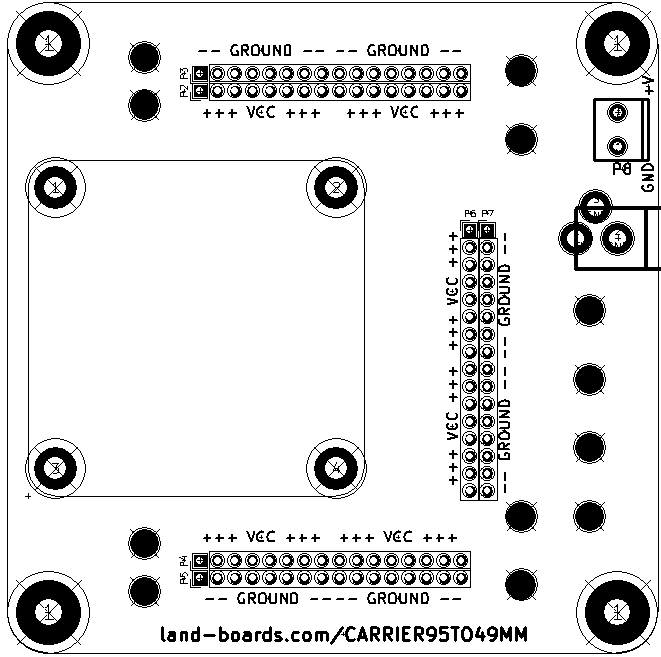 1
1
-- GROUND -- -- GROUND --
P3
P2
+++ VCC +++ +++ VCC +++
+V
P8
GND
1
2
P6 P7
+++ VCC +++ +++ VCC +++
-- GROUND -- -- GROUND --
3
4
+++ VCC +++ +++ VCC +++
P4
P5
-- GROUND -- -- GROUND --
1
1
land-boards.com/CARRIER95TO49MM